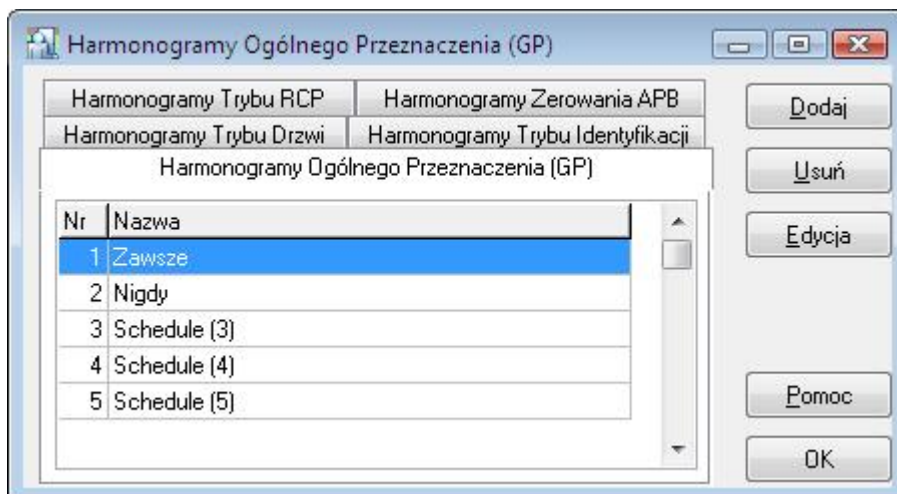 Harmonogramy Ogólnego Przeznaczenia (GP)
Harmonogramy Trybu RCP Harmonogramy Zerowania APB
Harmonogramy Trybu Drzwi Harmonogramy Trybu Identyfikacji
Harmonogramy Ogólnego Przeznaczenia (GP)
Nr Nazwa
1 Zawsze
2 Nigdy
3 Schedule (3)
4 Schedule (4)
5 Schedule (5)
Dodaj
Usuń
Edycja
Pomoc
OK